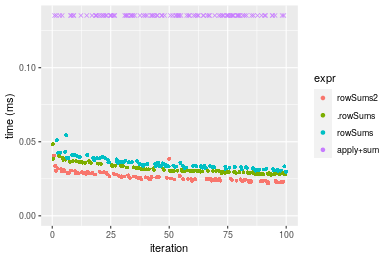 0.10
0.05
0.00
time (ms)
0
25
50
75
100
iteration
expr
rowSums2
.rowSums
rowSums
apply+sum